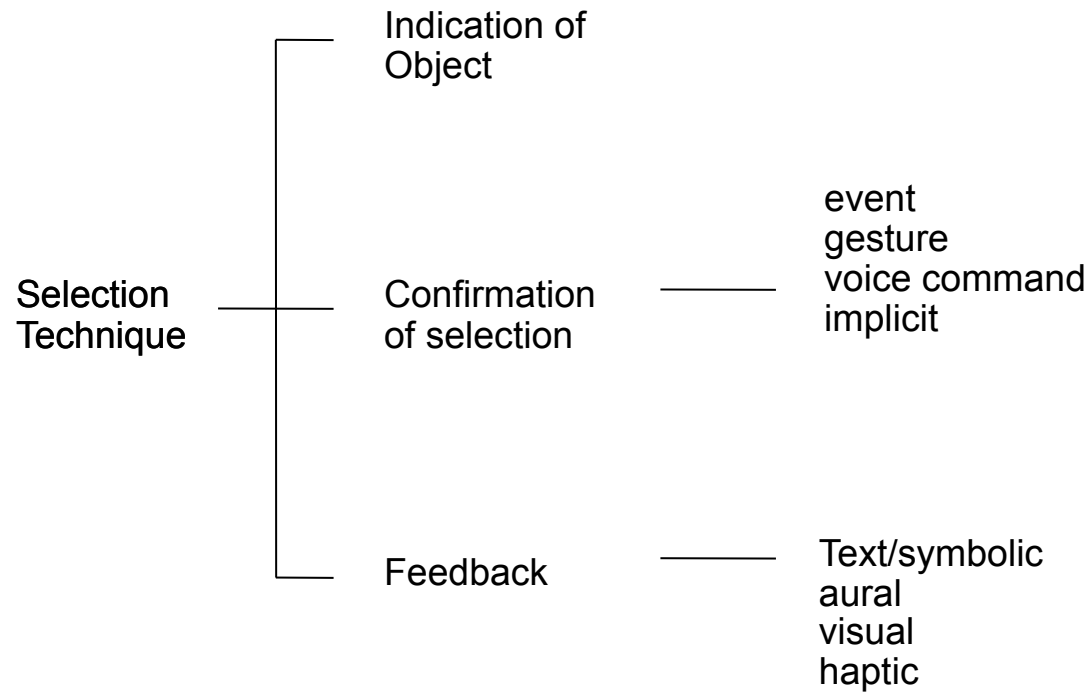 Indication of
Object
Selection
Technique
Confirmation
of selection
event
gesture
voice command
implicit
Feedback
Text/symbolic
aural
visual
haptic